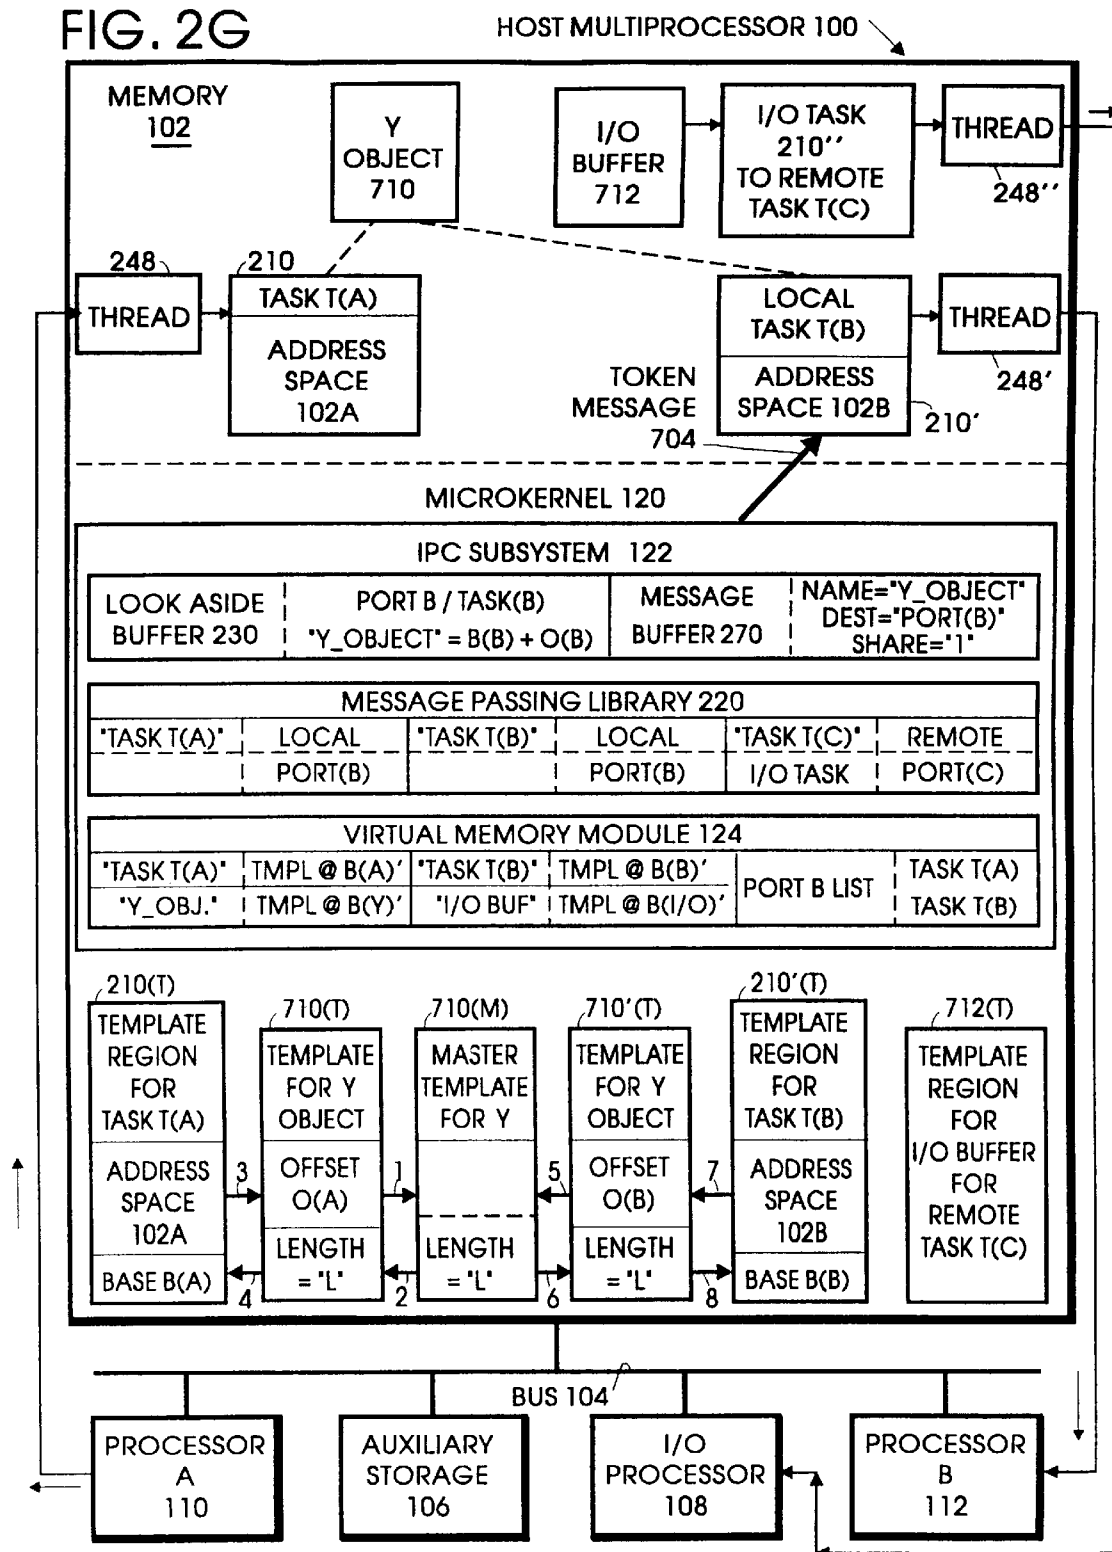 FIG. 2G
HOST MULTIPROCESSOR 100
MEMORY
102
Y
OBJECT
710
I/O
BUFFER
712
I/O TASK
210''
TO REMOTE
TASK T(C)
THREAD
248''
248
THREAD
210
TASK T(A)
ADDRESS
SPACE
102A
LOCAL
TASK T(B)
ADDRESS
SPACE 102B
THREAD
248'
210'
TOKEN
MESSAGE
704
MICROKERNEL 120
IPC SUBSYSTEM 122
LOOK ASIDE
BUFFER 230
PORT B / TASK(B)
"Y_OBJECT" = B(B) + O(B)
MESSAGE
BUFFER 270
NAME="Y_OBJECT"
DEST="PORT(B)"
SHARE="1"
MESSAGE PASSING LIBRARY 220
"TASK T(A)" LOCAL "TASK T(B)" LOCAL "TASK T(C)" REMOTE
PORT(B) PORT(B) I/O TASK PORT(C)
VIRTUAL MEMORY MODULE 124
"TASK T(A)" TMPL @ B(A)' "TASK T(B)" TMPL @ B(B)'
"Y_OBJ." TMPL @ B(Y)' "I/O BUF" TMPL @ B(I/O)'
PORT B LIST
TASK T(A)
TASK T(B)
210(T)
TEMPLATE
REGION
FOR
TASK T(A)
ADDRESS
SPACE
102A
BASE B(A)
3
4
710(T)
TEMPLATE
FOR Y
OBJECT
OFFSET
O(A)
LENGTH
= "L"
1
2
710(M)
MASTER
TEMPLATE
FOR Y
LENGTH
= "L"
5
6
710'(T)
TEMPLATE
FOR Y
OBJECT
OFFSET
O(B)
LENGTH
= "L"
7
8
210'(T)
TEMPLATE
REGION
FOR
TASK T(B)
ADDRESS
SPACE
102B
BASE B(B)
712(T)
TEMPLATE
REGION
FOR
I/O BUFFER
FOR
REMOTE
TASK T(C)
BUS 104
PROCESSOR
A
110
AUXILIARY
STORAGE
106
I/O
PROCESSOR
108
PROCESSOR
B
112